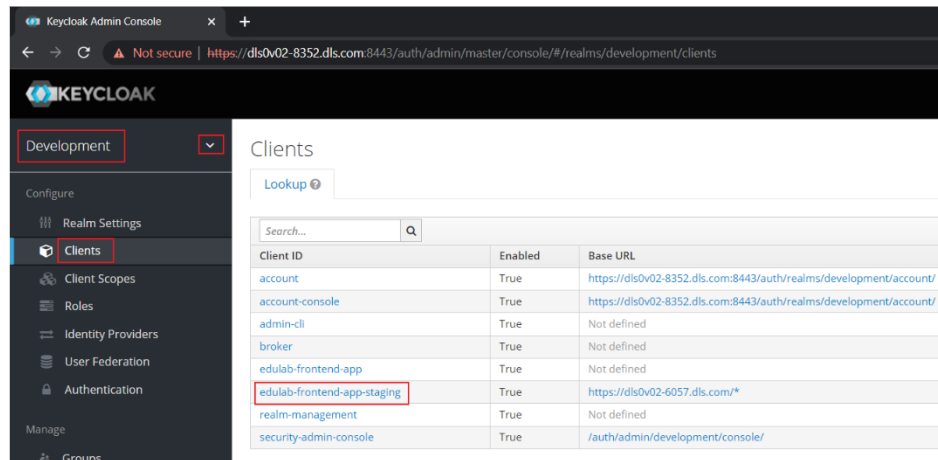 Keycloak Admin Console
Not secure | https://dls0v02-8352.dls.com:8443/auth/admin/master/console/#/realms/development/clients
KEYCLOAK
Development
Configure
Realm Settings
Clients
Client Scopes
Roles
Identity Providers
User Federation
Authentication
Manage
Groups
Clients
Lookup
Search...
Client ID Enabled Base URL
account True https://dls0v02-8352.dls.com:8443/auth/realms/development/account/
account-console True https://dls0v02-8352.dls.com:8443/auth/realms/development/account/
admin-cli True Not defined
broker True Not defined
edulab-frontend-app True Not defined
edulab-frontend-app-staging True https://dls0v02-6057.dls.com/*
realm-management True Not defined
security-admin-console True /auth/admin/development/console/